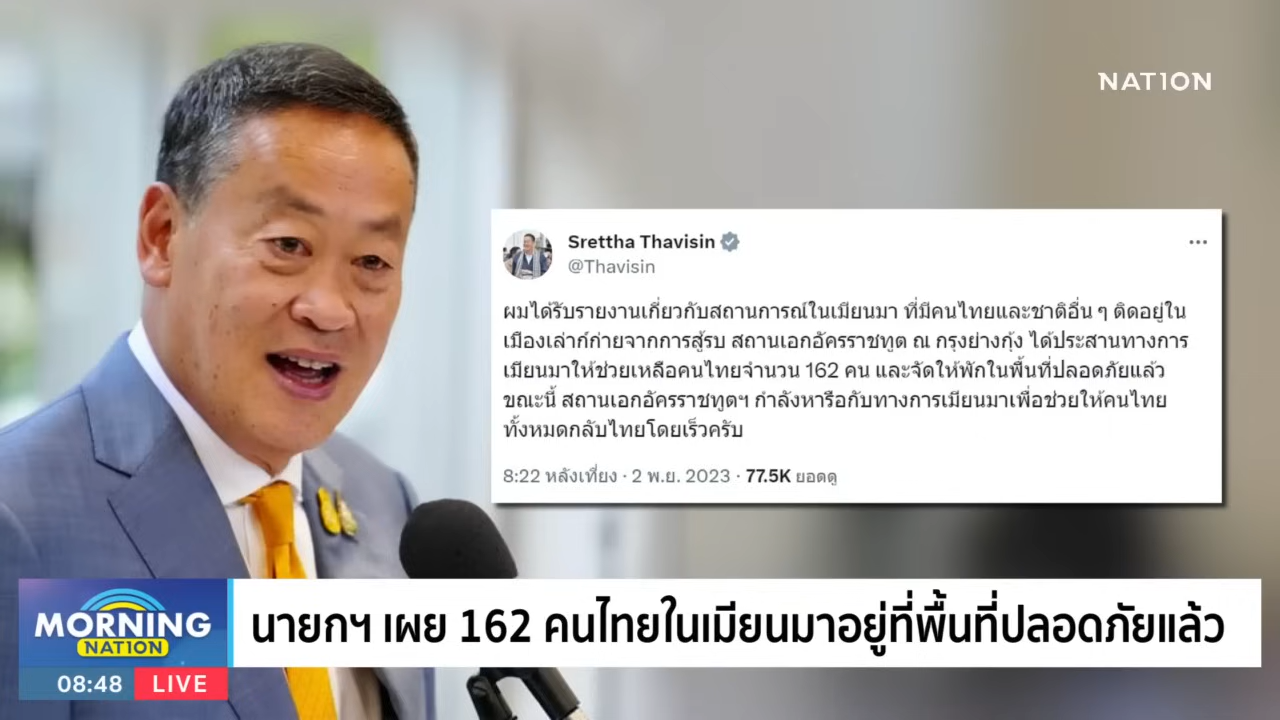 NATION
Srettha Thavisin
@Thavisin
ผมได้รับรายงานเกี่ยวกับสถานการณ์ในเมียนมา ที่มีคนไทยและชาติอื่น ๆ ติดอยู่ใน
เมืองเล่าก์ก่ายจากการสู้รบ สถานเอกอัครราชทูต ณ กรุงย่างกุ้ง ได้ประสานทางการ
เมียนมาให้ช่วยเหลือคนไทยจำนวน 162 คน และจัดให้พักในพื้นที่ปลอดภัยแล้ว
ขณะนี้ สถานเอกอัครราชทูตฯ กำลังหารือกับทางการเมียนมาเพื่อช่วยให้คนไทย
ทั้งหมดกลับไทยโดยเร็วครับ
8:22 หลังเที่ยง · 2 พ.ย. 2023 · 77.5K ยอดดู
MORNING
NATION
นายกฯ เผย 162 คนไทยในเมียนมาอยู่ที่พื้นที่ปลอดภัยแล้ว
08:48 LIVE